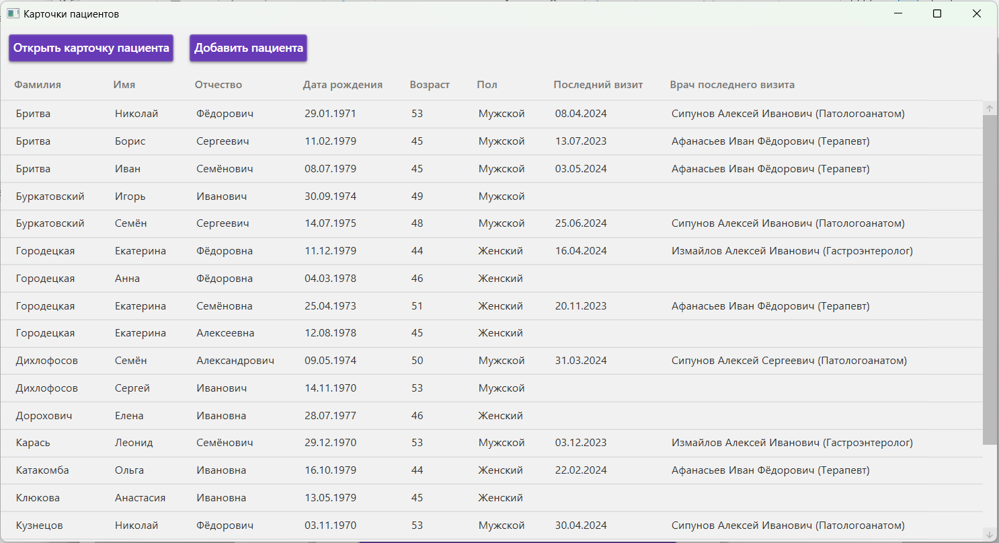 Карточки пациентов
Открыть карточку пациента Добавить пациента
Фамилия Имя Отчество Дата рождения Возраст Пол Последний визит Врач последнего визита
Бритва Николай Фёдорович 29.01.1971 53 Мужской 08.04.2024 Сипунов Алексей Иванович (Патологоанатом)
Бритва Борис Сергеевич 11.02.1979 45 Мужской 13.07.2023 Афанасьев Иван Фёдорович (Терапевт)
Бритва Иван Семёнович 08.07.1979 45 Мужской 03.05.2024 Афанасьев Иван Фёдорович (Терапевт)
Буркатовский Игорь Иванович 30.09.1974 49 Мужской
Буркатовский Семён Сергеевич 14.07.1975 48 Мужской 25.06.2024 Сипунов Алексей Иванович (Патологоанатом)
Городецкая Екатерина Фёдоровна 11.12.1979 44 Женский 16.04.2024 Измайлов Алексей Иванович (Гастроэнтеролог)
Городецкая Анна Фёдоровна 04.03.1978 46 Женский
Городецкая Екатерина Семёновна 25.04.1973 51 Женский 20.11.2023 Афанасьев Иван Фёдорович (Терапевт)
Городецкая Екатерина Алексеевна 12.08.1978 45 Женский
Дихлофосов Семён Александрович 09.05.1974 50 Мужской 31.03.2024 Сипунов Алексей Сергеевич (Патологоанатом)
Дихлофосов Сергей Иванович 14.11.1970 53 Мужской
Дорохович Елена Ивановна 28.07.1977 46 Женский
Карась Леонид Семёнович 29.12.1970 53 Мужской 03.12.2023 Измайлов Алексей Иванович (Гастроэнтеролог)
Катакомба Ольга Ивановна 16.10.1979 44 Женский 22.02.2024 Афанасьев Иван Фёдорович (Терапевт)
Клюкова Анастасия Ивановна 13.05.1979 45 Женский
Кузнецов Николай Фёдорович 03.11.1970 53 Мужской 30.04.2024 Сипунов Алексей Иванович (Патологоанатом)